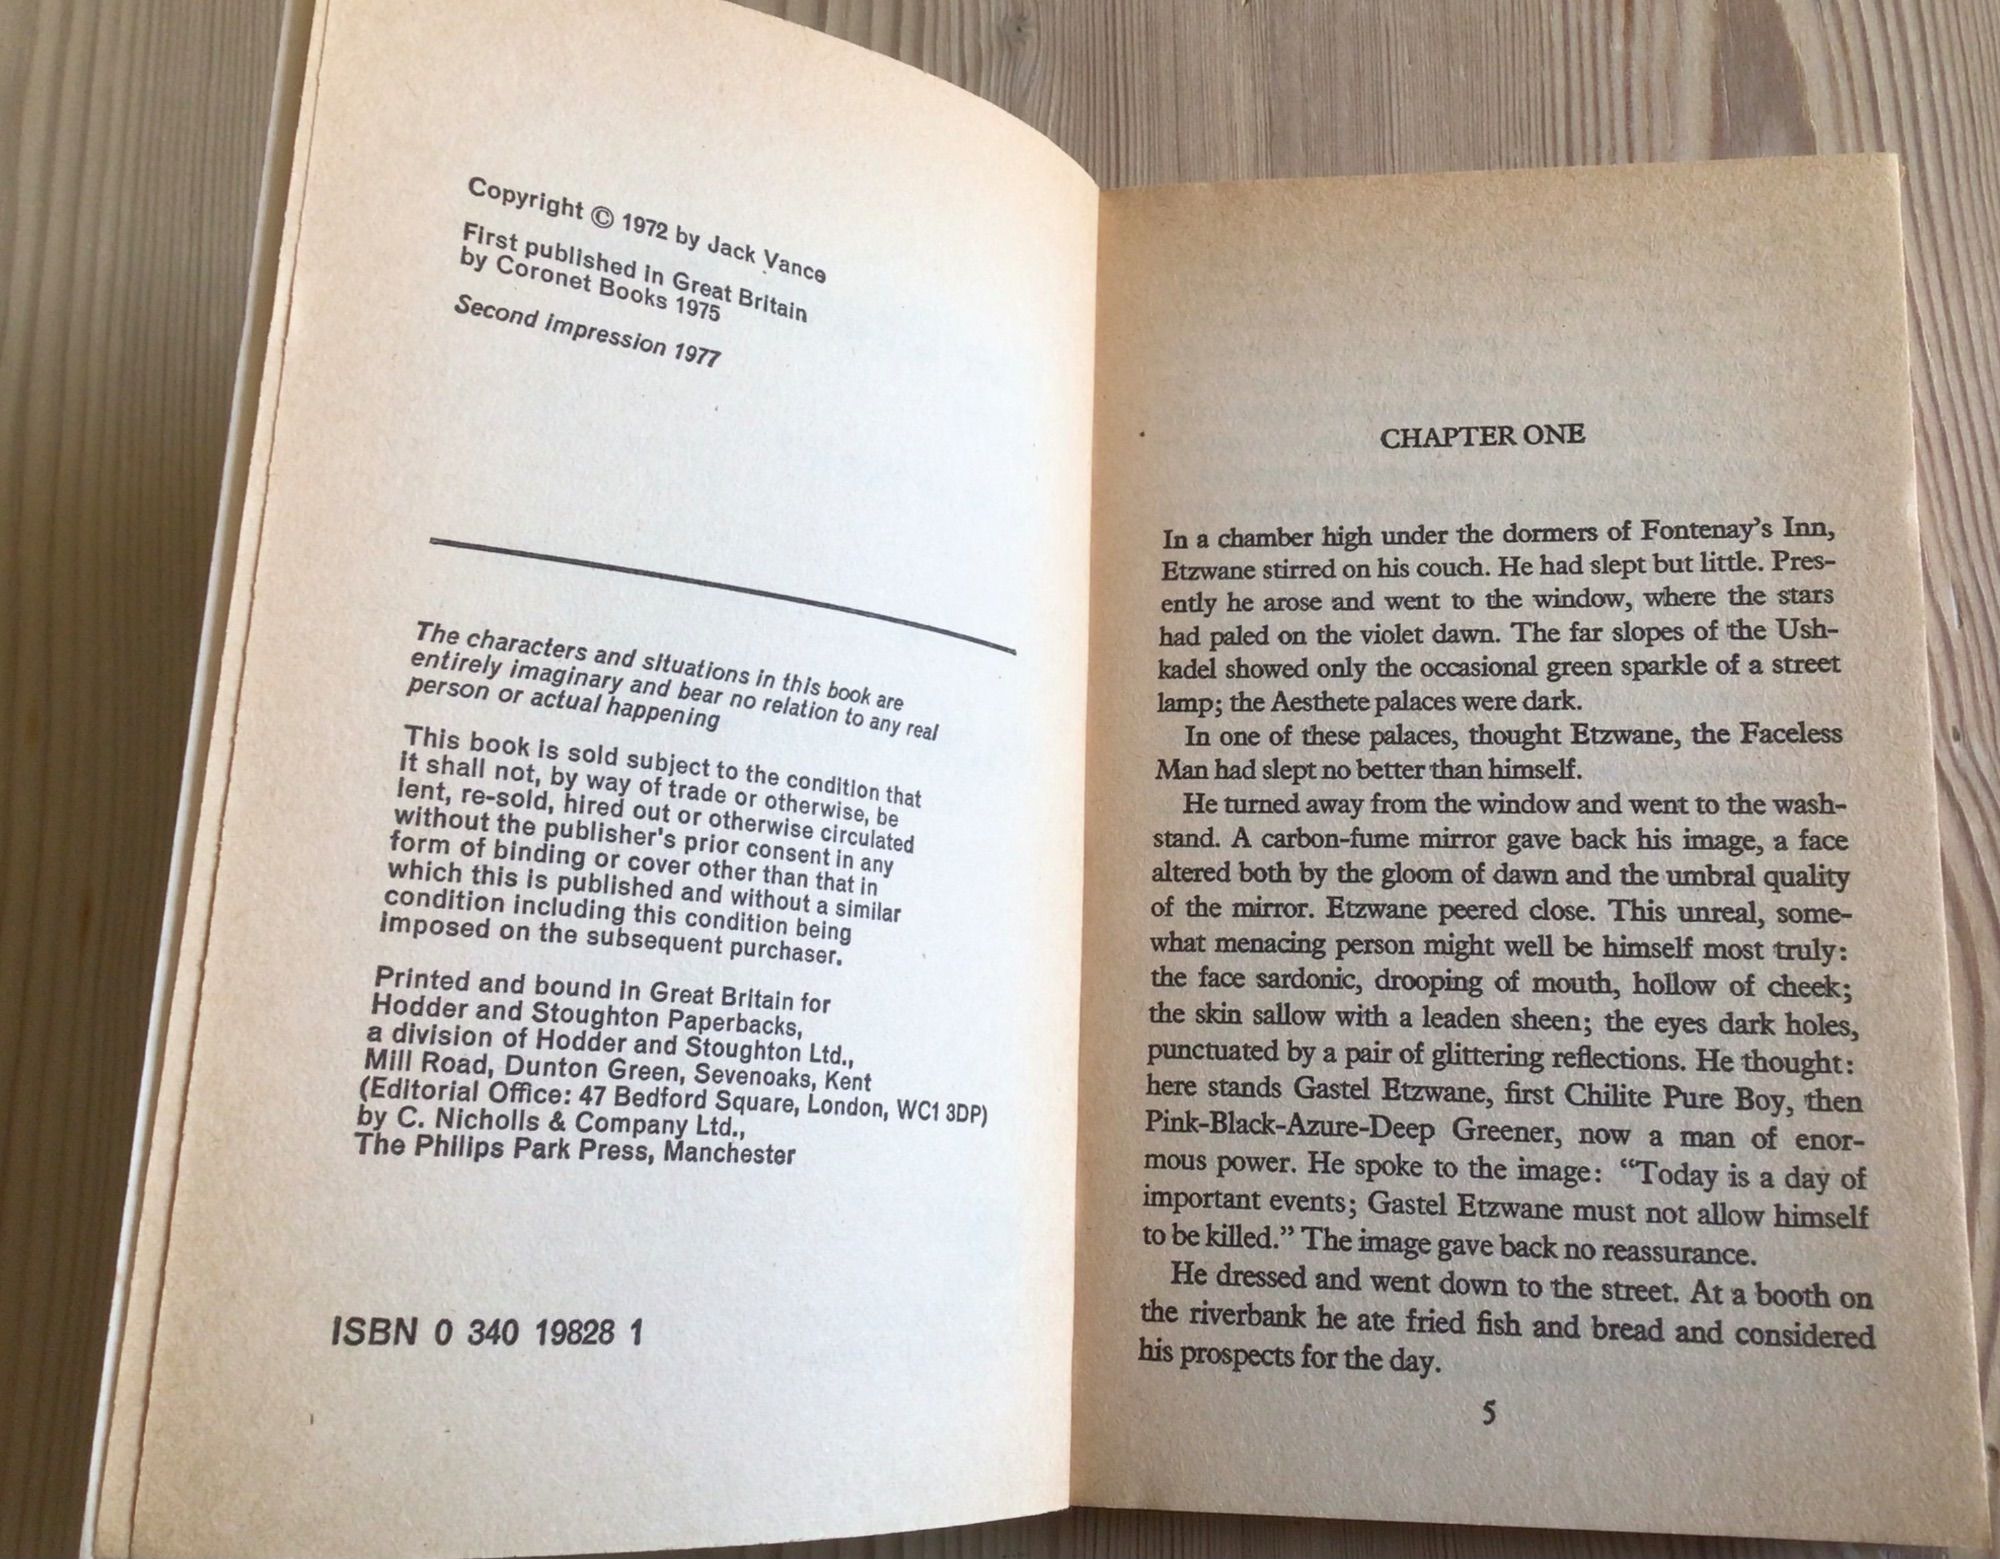 Copyright © 1972 by Jack Vance
First published in Great Britain
by Coronet Books 1975
Second impression 1977
The characters and situations in this book are
entirely imaginary and bear no relation to any real
person or actual happening
This book is sold subject to the condition that
it shall not, by way of trade or otherwise, be
lent, re-sold, hired out or otherwise circulated
without the publisher's prior consent in any
form of binding or cover other than that in
which this is published and without a similar
condition including this condition being
imposed on the subsequent purchaser.
Printed and bound in Great Britain for
Hodder and Stoughton Paperbacks,
a division of Hodder and Stoughton Ltd.,
Mill Road, Dunton Green, Sevenoaks, Kent
(Editorial Office: 47 Bedford Square, London, WC1 3DP)
by C. Nicholls & Company Ltd.,
The Philips Park Press, Manchester
ISBN 0 340 19828 1
CHAPTER ONE
In a chamber high under the dormers of Fontenay's Inn,
Etzwane stirred on his couch. He had slept but little. Pres-
ently he arose and went to the window, where the stars
had paled on the violet dawn. The far slopes of the Ush-
kadel showed only the occasional green sparkle of a street
lamp; the Aesthete palaces were dark.
In one of these palaces, thought Etzwane, the Faceless
Man had slept no better than himself.
He turned away from the window and went to the wash-
stand. A carbon-fume mirror gave back his image, a face
altered both by the gloom of dawn and the umbral quality
of the mirror. Etzwane peered close. This unreal, some-
what menacing person might well be himself most truly:
the face sardonic, drooping of mouth, hollow of cheek;
the skin sallow with a leaden sheen; the eyes dark holes,
punctuated by a pair of glittering reflections. He thought:
here stands Gastel Etzwane, first Chilite Pure Boy, then
Pink-Black-Azure-Deep Greener, now a man of enor-
mous power. He spoke to the image: “Today is a day of
important events; Gastel Etzwane must not allow himself
to be killed.” The image gave back no reassurance.
He dressed and went down to the street. At a booth on
the riverbank he ate fried fish and bread and considered
his prospects for the day.
5